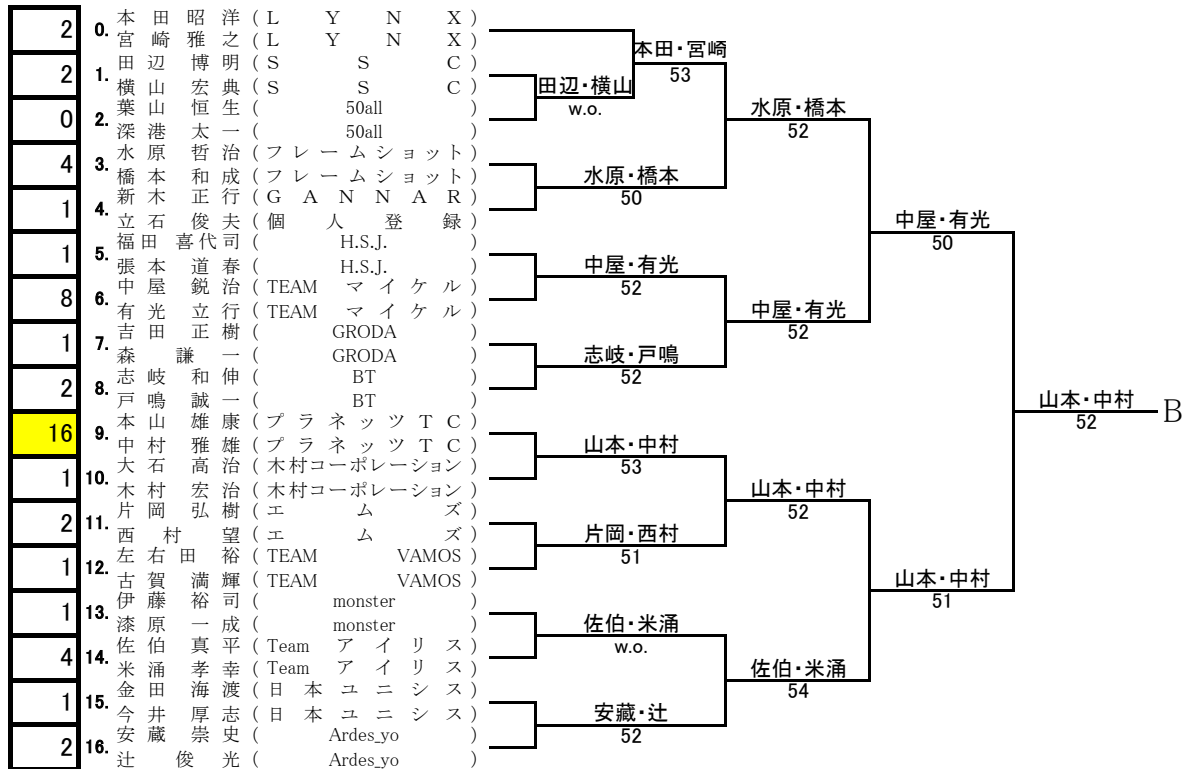 2
0.
本田昭洋(LYNX)
宮崎雅之(LYNX)
2
1.
田辺博明(SSC)
横山宏典(SSC)
0
2.
葉山恒生(50all)
深港太一(50all)
4
3.
水原哲治(フレームショット)
橋本和成(フレームショット)
1
4.
新木正行(GANNAR)
立石俊夫(個人登録)
1
5.
福田喜代司(H.S.J.)
張本道春(H.S.J.)
8
6.
中屋鋭治(TEAM マイケル)
有光立行(TEAM マイケル)
1
7.
吉田正樹(GRODA)
森謙一(GRODA)
2
8.
志岐和伸(BT)
戸鳴誠一(BT)
16
9.
本山雄康(プラネッツTC)
中村雅雄(プラネッツTC)
1
10.
大石高治(木村コーポレーション)
木村宏治(木村コーポレーション)
2
11.
片岡弘樹(エムズ)
西村望(エムズ)
1
12.
左右田裕(TEAM VAMOS)
古賀満輝(TEAM VAMOS)
1
13.
伊藤裕司(monster)
漆原一成(monster)
4
14.
佐伯真平(Team アイリス)
米涌孝幸(Team アイリス)
1
15.
金田海渡(日本ユニシス)
今井厚志(日本ユニシス)
2
16.
安蔵崇史(Ardes_yo)
辻俊光(Ardes_yo)
田辺・横山
w.o.
本田・宮崎
53
水原・橋本
50
水原・橋本
52
中屋・有光
52
志岐・戸鳴
52
中屋・有光
52
中屋・有光
50
山本・中村
53
片岡・西村
51
山本・中村
52
佐伯・米涌
w.o.
安藏・辻
52
佐伯・米涌
54
山本・中村
51
山本・中村
52
B